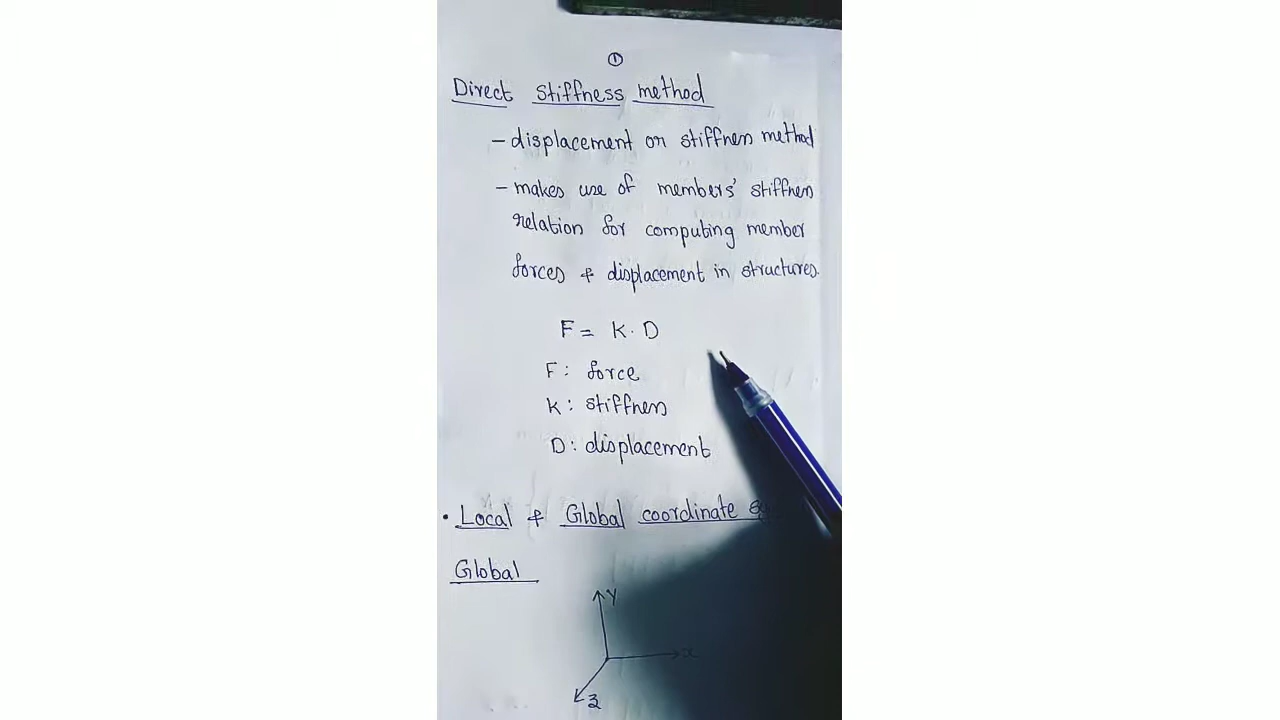 ①
Direct stiffness method
- displacement or stiffness method
- makes use of members' stiffness
relation for computing member
forces & displacement in structures.
F = K. D
F: force
K: stiffness
D: displacement
• Local & Global coordinate
Global
Y
x
z